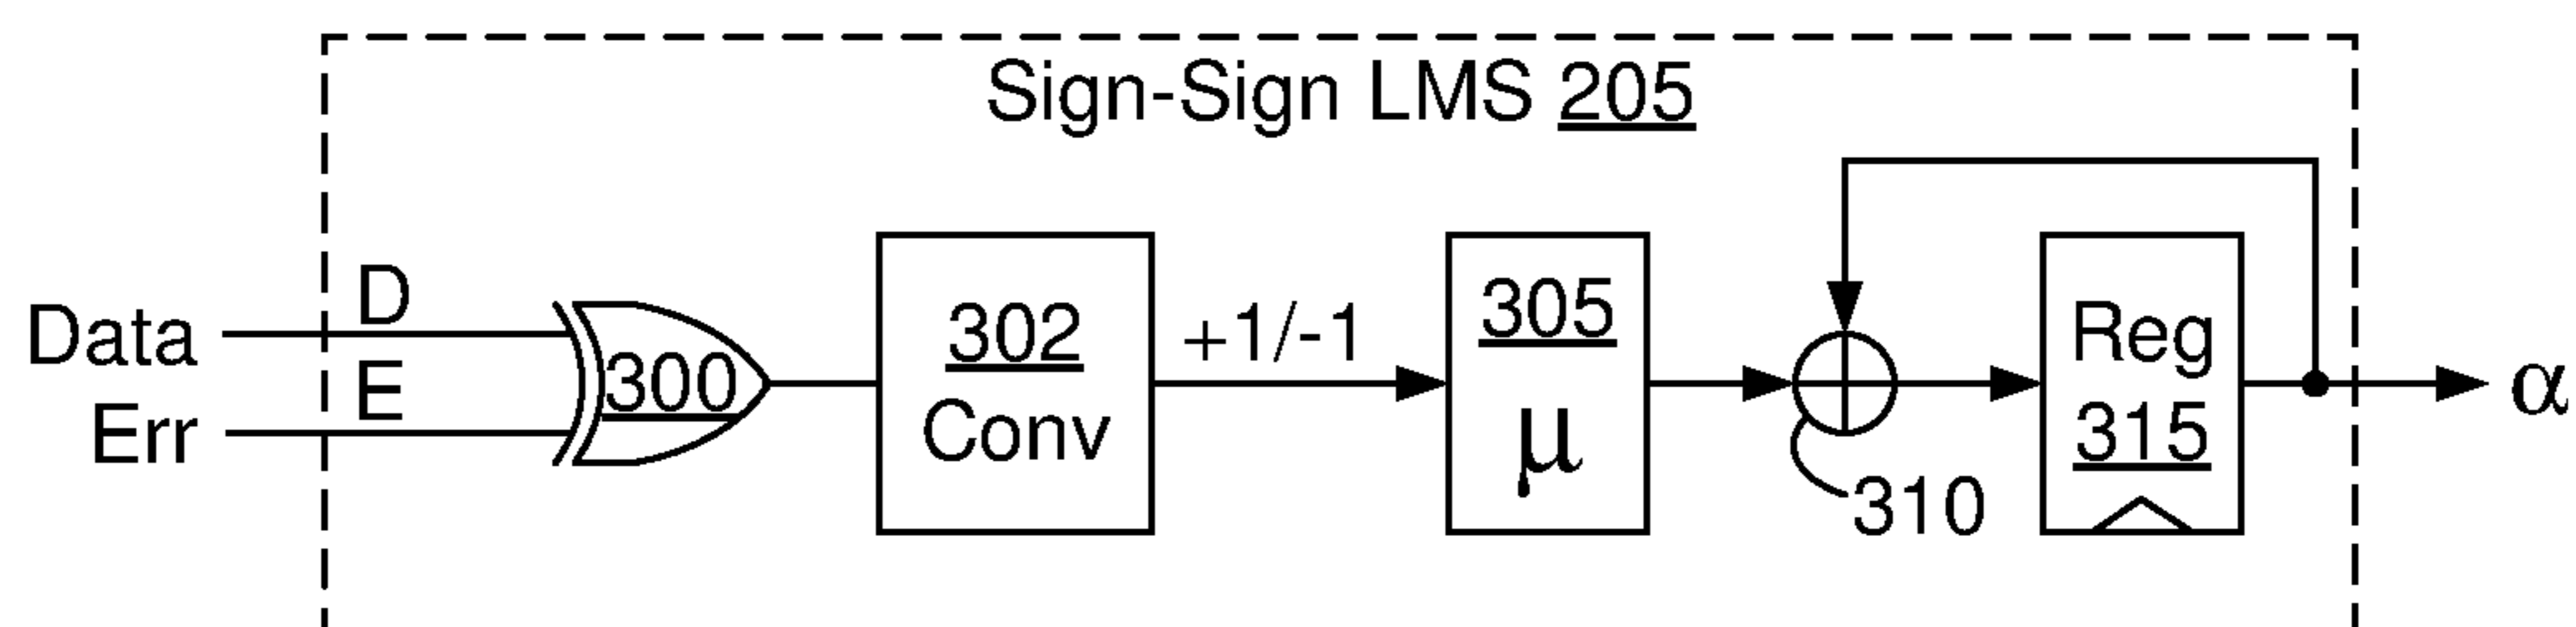 Sign-Sign LMS 205
Data
D
Err
E
300
302
Conv
+1/-1
305
μ
310
Reg
315
α